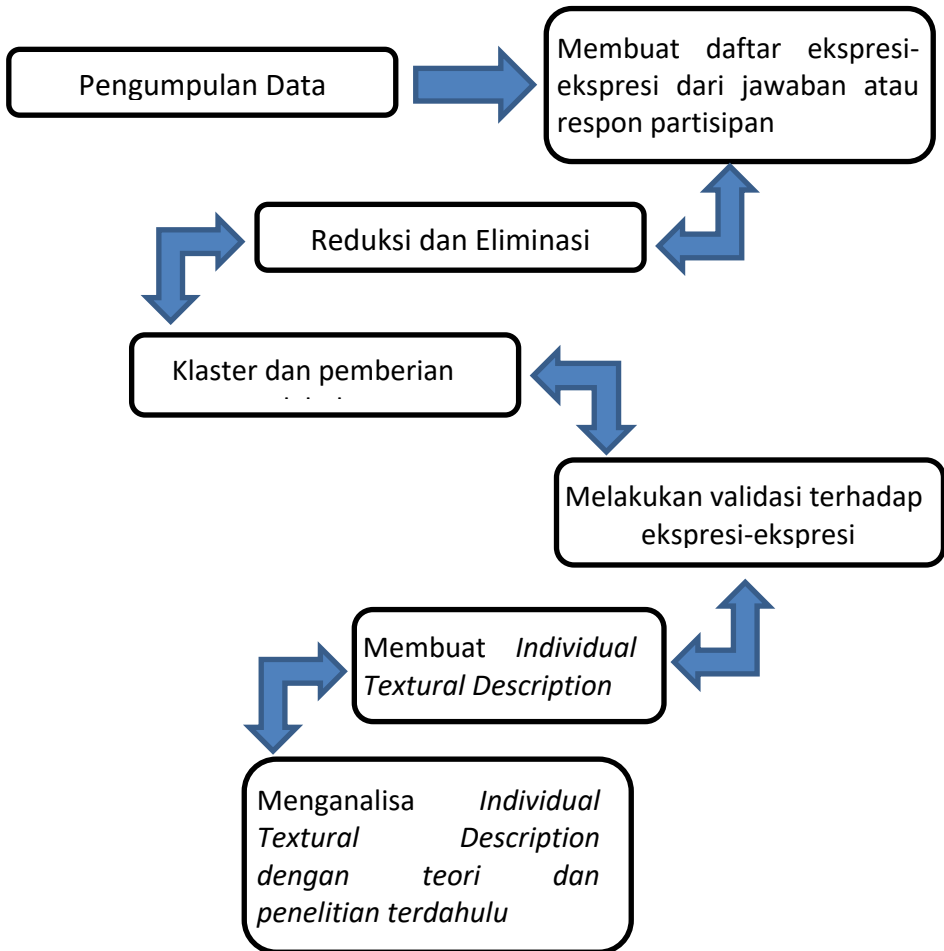 Pengumpulan Data
Membuat daftar ekspresi-
ekspresi dari jawaban atau
respon partisipan
Reduksi dan Eliminasi
Klaster dan pemberian
Melakukan validasi terhadap
ekspresi-ekspresi
Membuat Individual
Textural Description
Menganalisa Individual
Textural Description
dengan teori dan
penelitian terdahulu